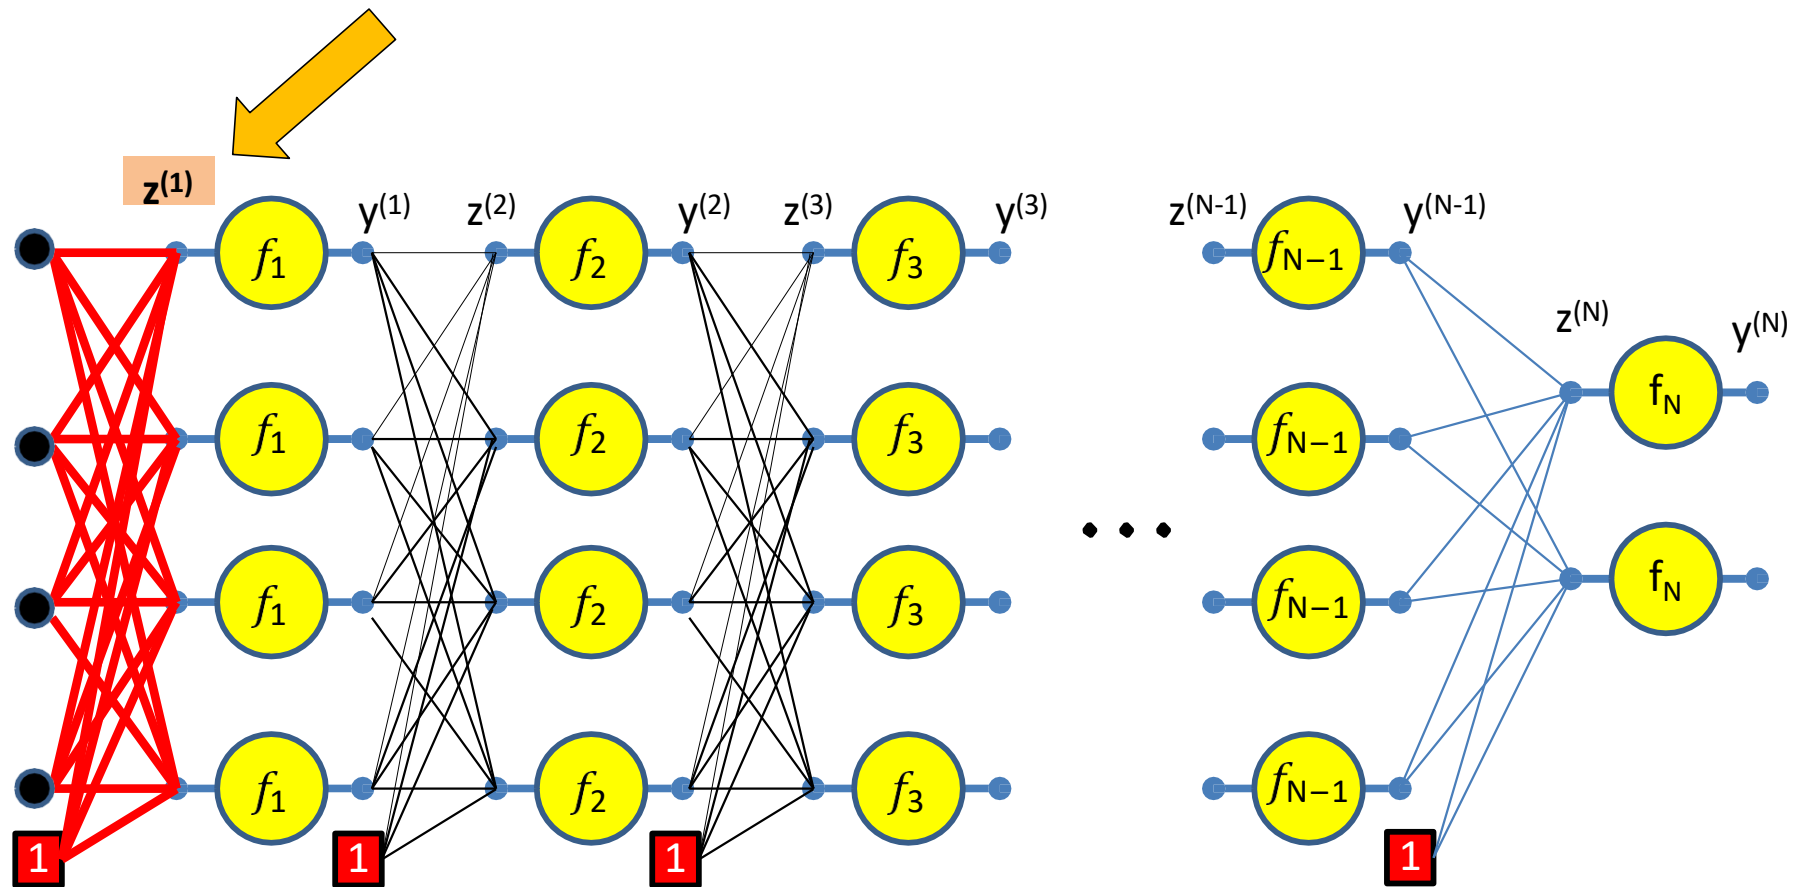 z(1)
y(1) z(2) y(2) z(3) y(3) z(N-1) y(N-1)
f1 f2 f3 fN−1
z(N) y(N)
fN
f1 f2 f3 fN−1
f1 f2 f3 fN−1
fN
f1 f2 f3 fN−1
1 1 1 1